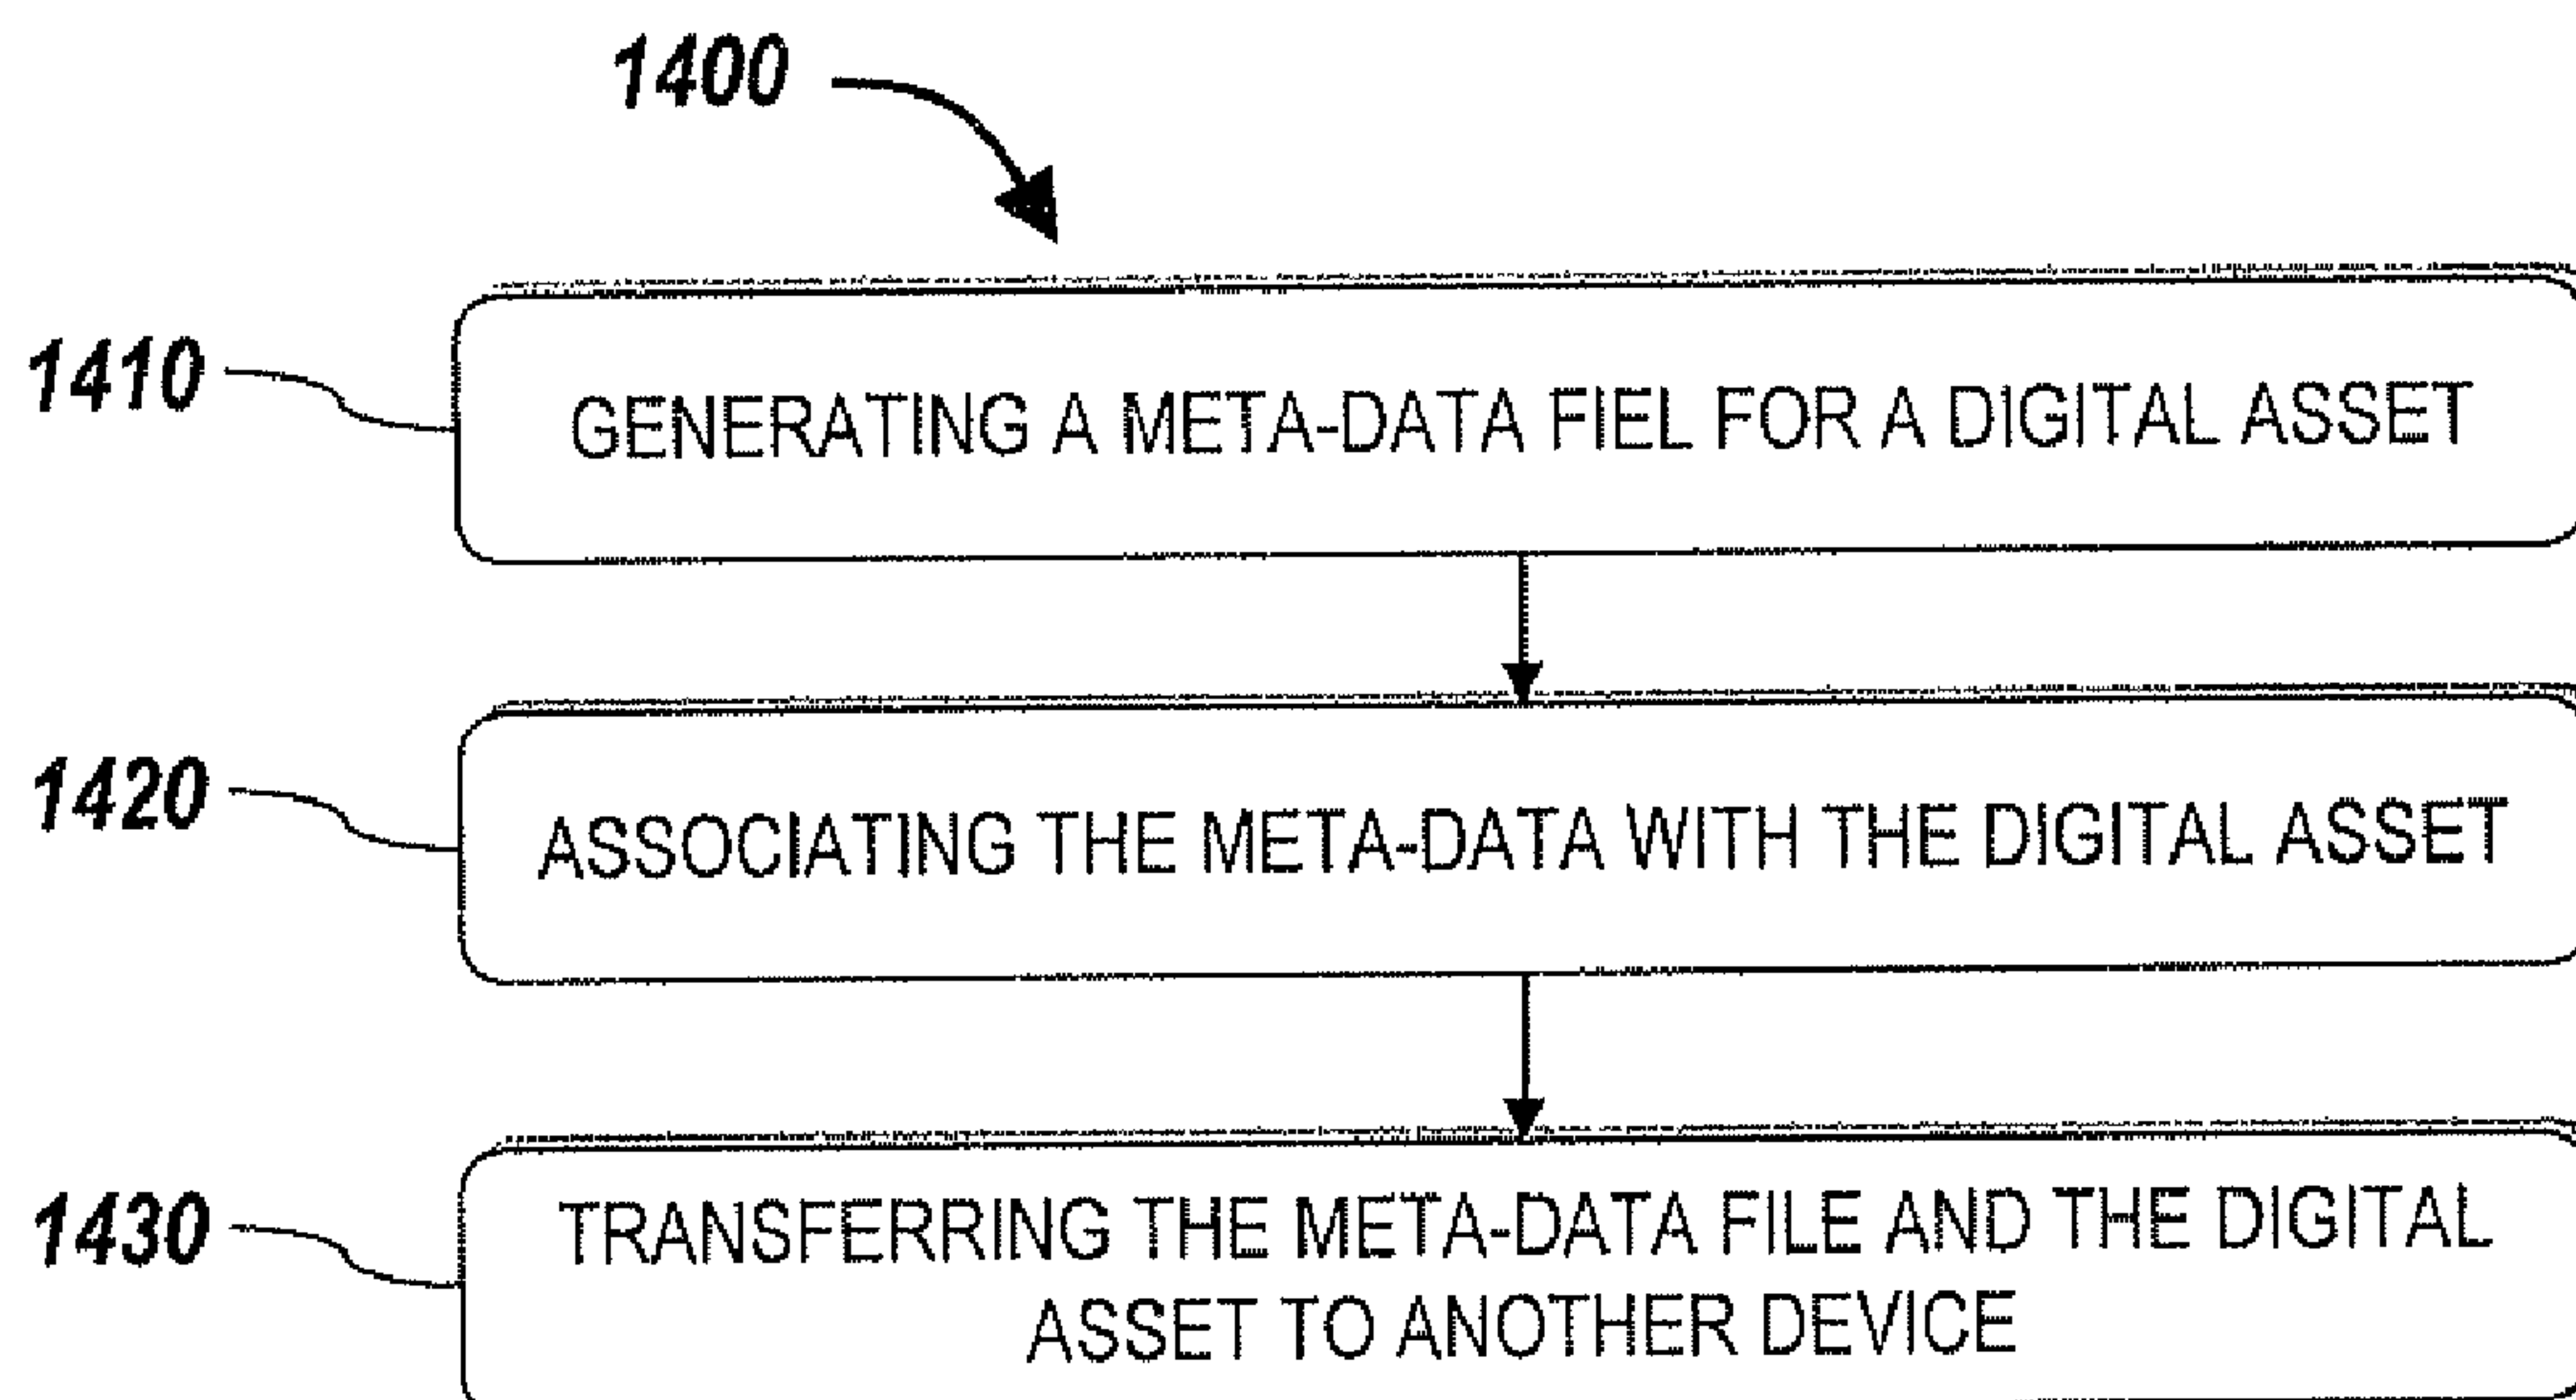 1400
1410
GENERATING A META-DATA FIEL FOR A DIGITAL ASSET
1420
ASSOCIATING THE META-DATA WITH THE DIGITAL ASSET
1430
TRANSFERRING THE META-DATA FILE AND THE DIGITAL
ASSET TO ANOTHER DEVICE